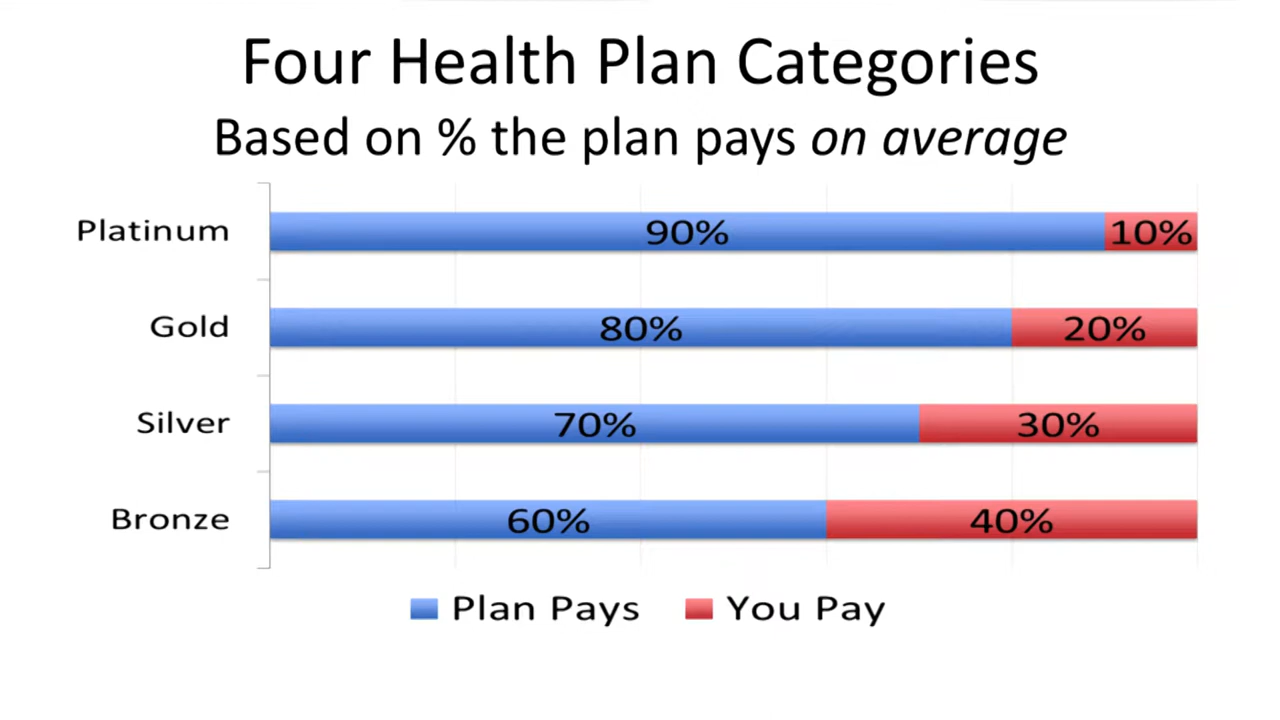 Four Health Plan Categories
Based on % the plan pays on average
Platinum 90% 10%
Gold 80% 20%
Silver 70% 30%
Bronze 60% 40%
Plan Pays You Pay